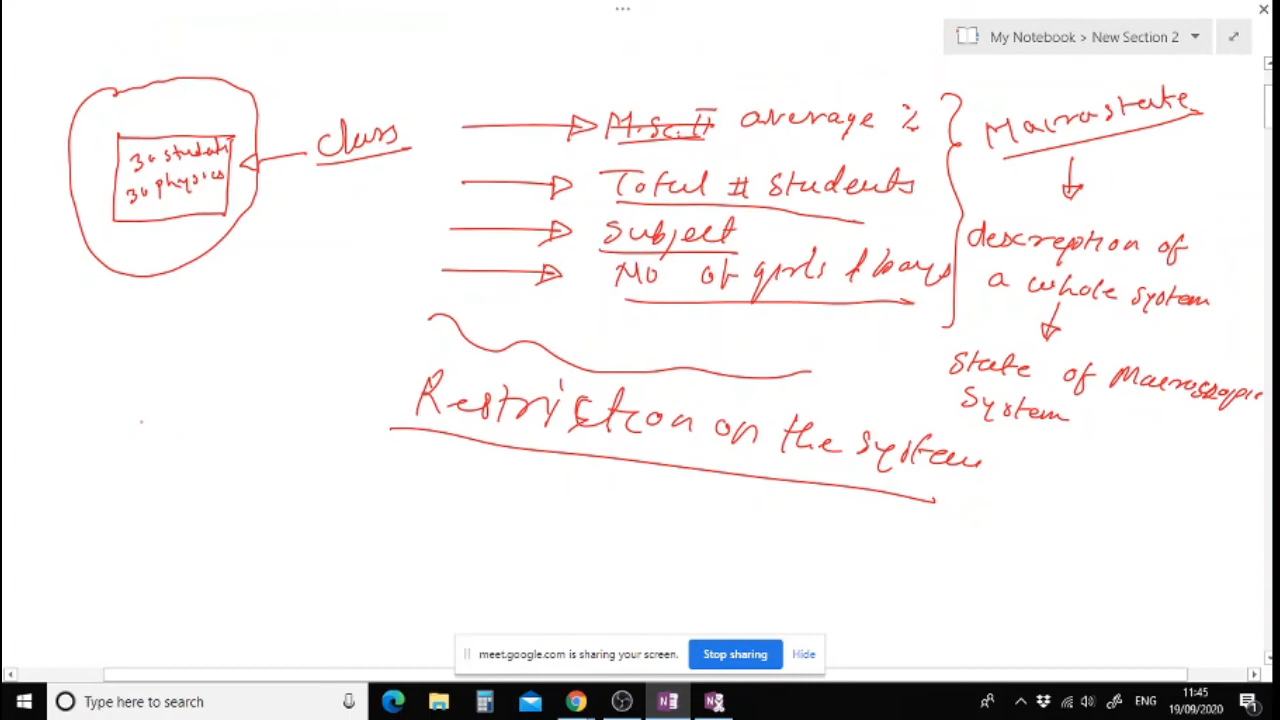 My Notebook > New Section 2
30 students
30 physics
class
M.Sc. II average %
Total # students
Subject
No of girls & boys
Macrostate
descreption of
a whole system
State of Macroscopic
System
Restriction on the system
meet.google.com is sharing your screen.
Stop sharing
Hide
Type here to search
ENG
11:45
19/09/2020
1